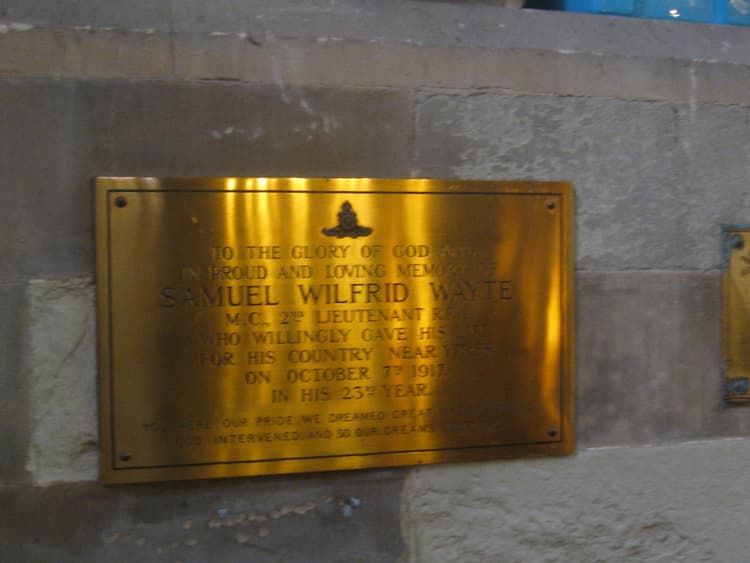 TO THE GLORY OF GOD AND
IN PROUD AND LOVING MEMORY OF
SAMUEL WILFRID WAYTE
M.C., 2ND LIEUTENANT R.F.A.
WHO WILLINGLY GAVE HIS LIFE
FOR HIS COUNTRY NEAR YPRES
ON OCTOBER 7TH 1917
IN HIS 23RD YEAR.
YOU WERE OUR PRIDE, WE DREAMED GREAT
GOD INTERVENED, AND SO OUR DREAMS